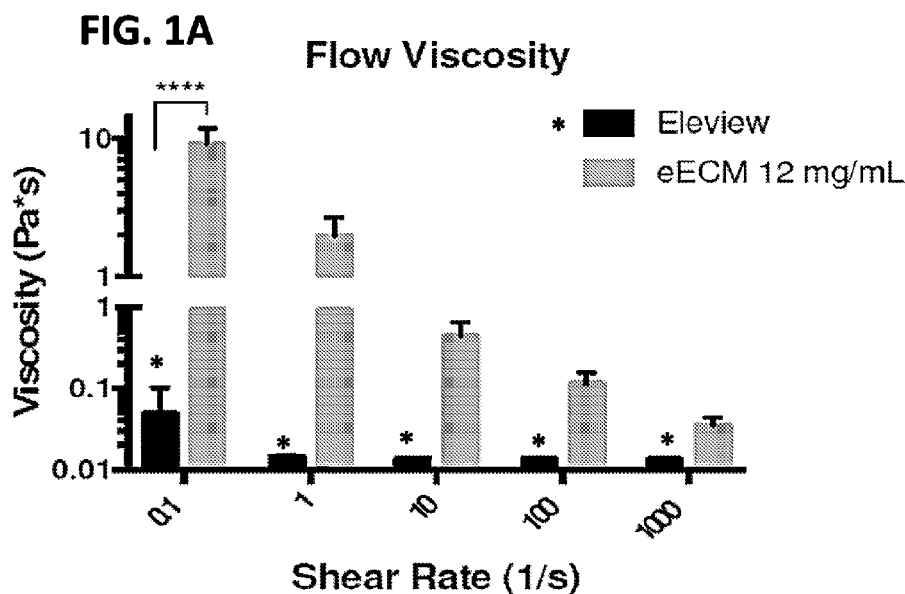 FIG. 1A
Flow Viscosity
****
* Eleview
eECM 12 mg/mL
Viscosity (Pa*s)
10
1
1
0.1
0.01
*
*
*
*
*
0.1
1
10
100
1000
Shear Rate (1/s)